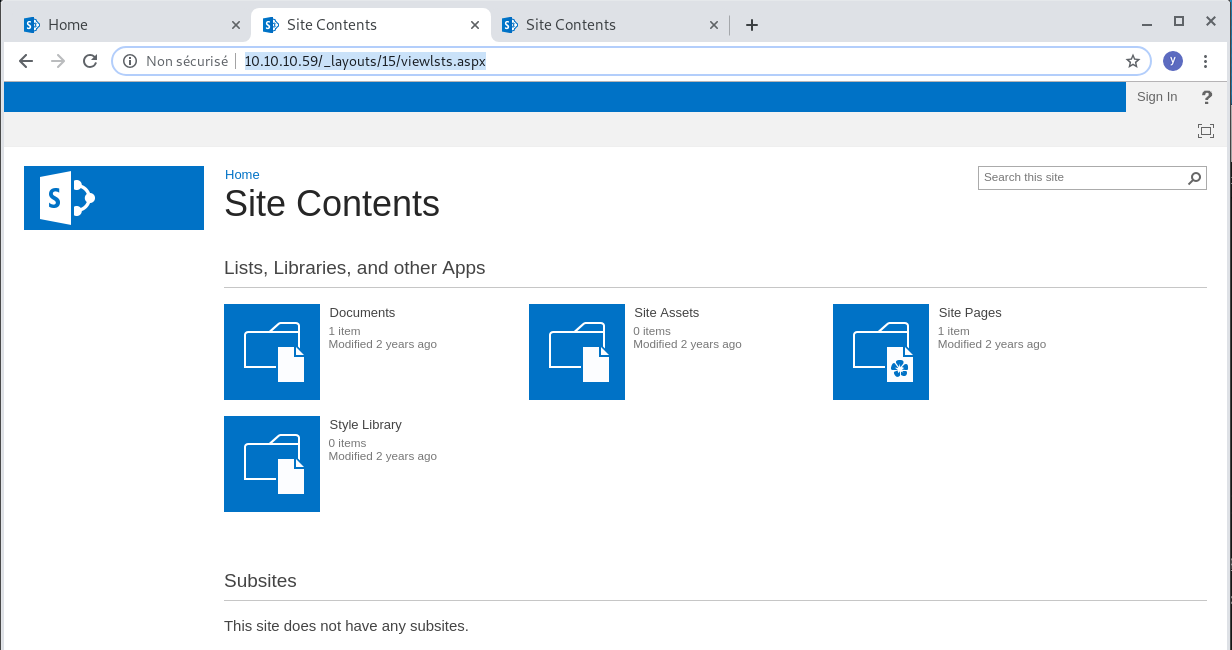 Home
Site Contents
Site Contents
Non sécurisé
10.10.10.59/_layouts/15/viewlsts.aspx
y
Sign In
?
S
Home
Site Contents
Search this site
Lists, Libraries, and other Apps
Documents
1 item
Modified 2 years ago
Site Assets
0 items
Modified 2 years ago
Site Pages
1 item
Modified 2 years ago
Style Library
0 items
Modified 2 years ago
Subsites
This site does not have any subsites.